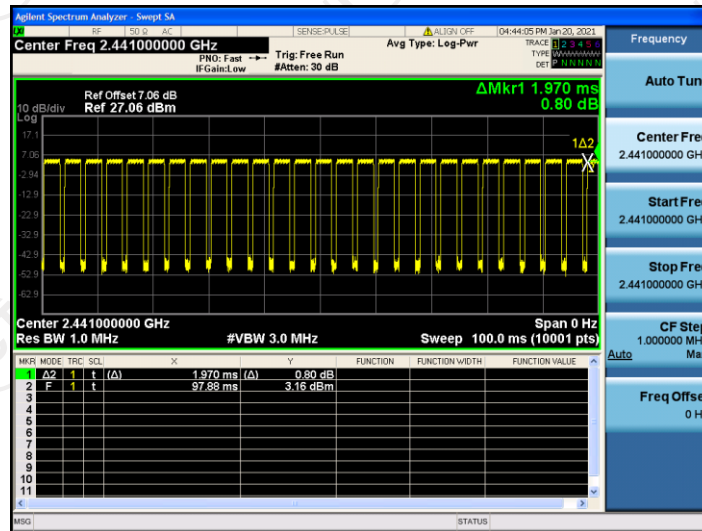 Agilent Spectrum Analyzer - Swept SA
RF 50 Ω AC SENSE:PULSE ALIGN OFF 04:44:05 PM Jan 20, 2021
Center Freq 2.441000000 GHz
PNO: Fast
IFGain:Low
Trig: Free Run
#Atten: 30 dB
Avg Type: Log-Pwr
TRACE 1 2 3 4 5 6
TYPE
DET P N N N N N
Ref Offset 7.06 dB
Ref 27.06 dBm
10 dB/div
Log
ΔMkr1 1.970 ms
0.80 dB
17.1
7.06
-2.94
-12.9
-22.9
-32.9
-42.9
-52.9
-62.9
1Δ2
Center 2.441000000 GHz
Span 0 Hz
Res BW 1.0 MHz
#VBW 3.0 MHz
Sweep 100.0 ms (10001 pts)
MKR MODE TRC SCL X Y FUNCTION FUNCTION WIDTH FUNCTION VALUE
1 Δ2 1 t (Δ) 1.970 ms (Δ) 0.80 dB
2 F 1 t 97.88 ms 3.16 dBm
3
4
5
6
7
8
9
10
11
MSG
STATUS
Frequency
Auto Tun
Center Fre
2.441000000 GH
Start Fre
2.441000000 GH
Stop Fre
2.441000000 GH
CF Step
1.000000 MH
Auto Ma
Freq Offse
0 H